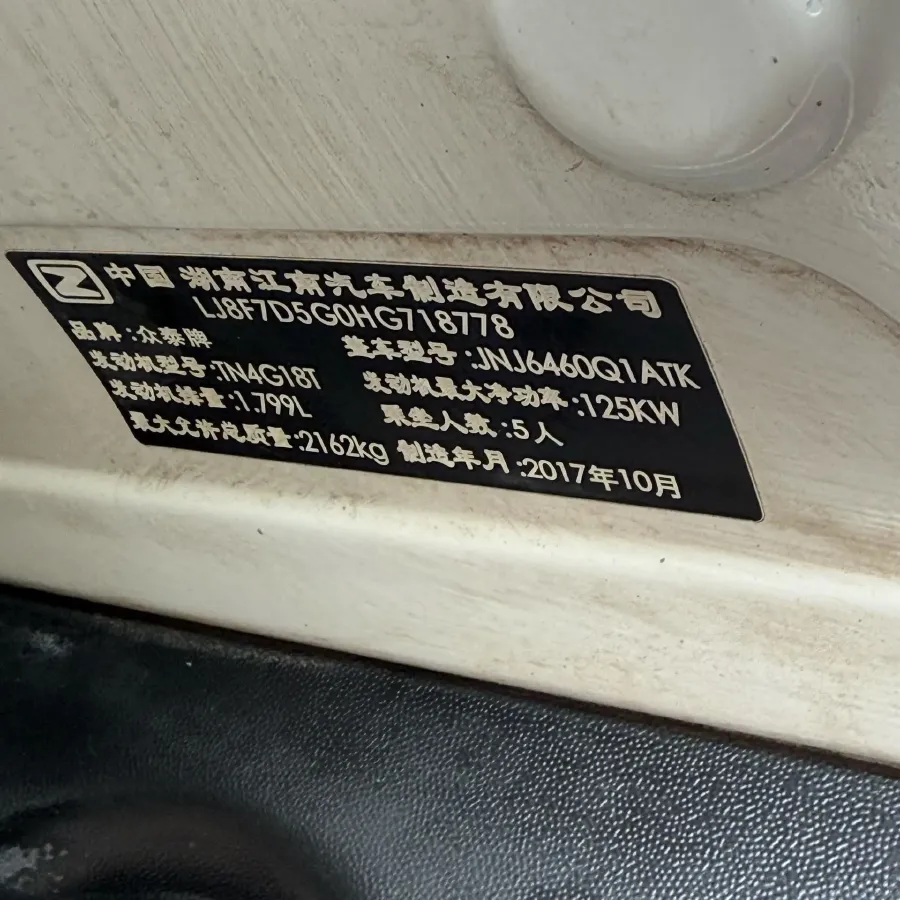 中国 湖南江南汽车制造有限公司
LJ8F7D5G0HG718778
品牌:众泰牌 整车型号:JNJ6460Q1ATK
发动机型号:TN4G18T 发动机最大净功率:125KW
发动机排量:1.799L 乘坐人数:5人
最大允许总质量:2162kg 制造年月:2017年10月